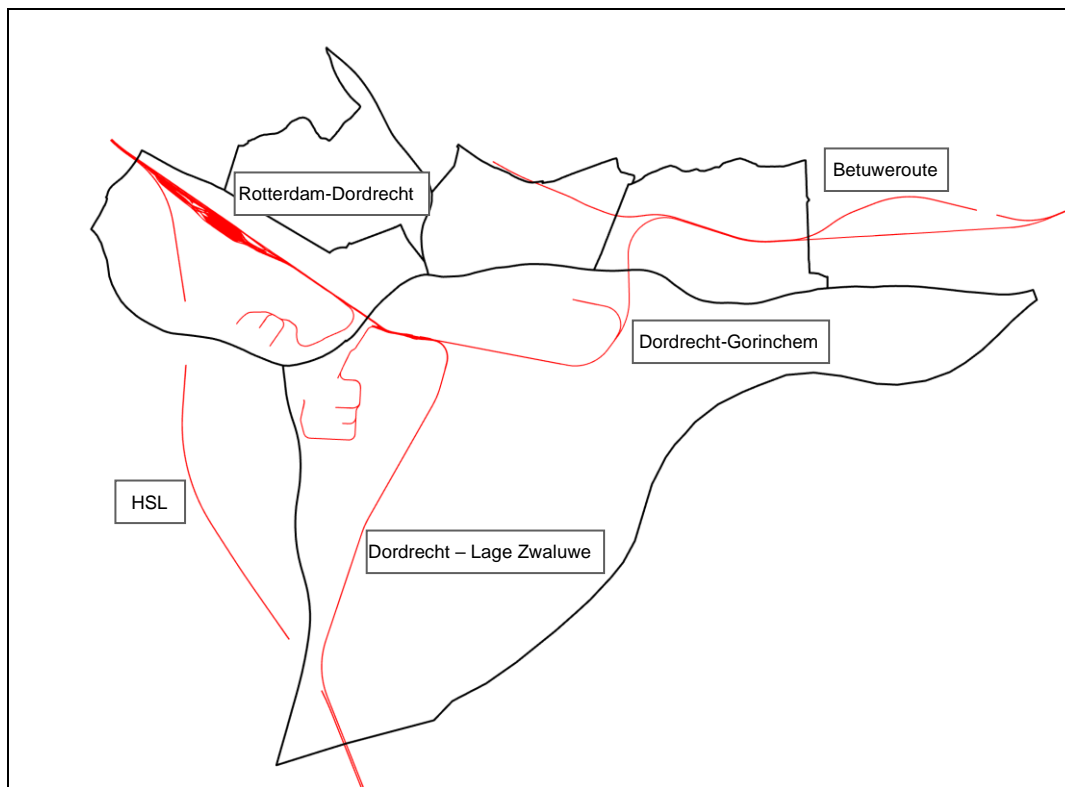 Betuweroute
Rotterdam-Dordrecht
Dordrecht-Gorinchem
HSL
Dordrecht – Lage Zwaluwe